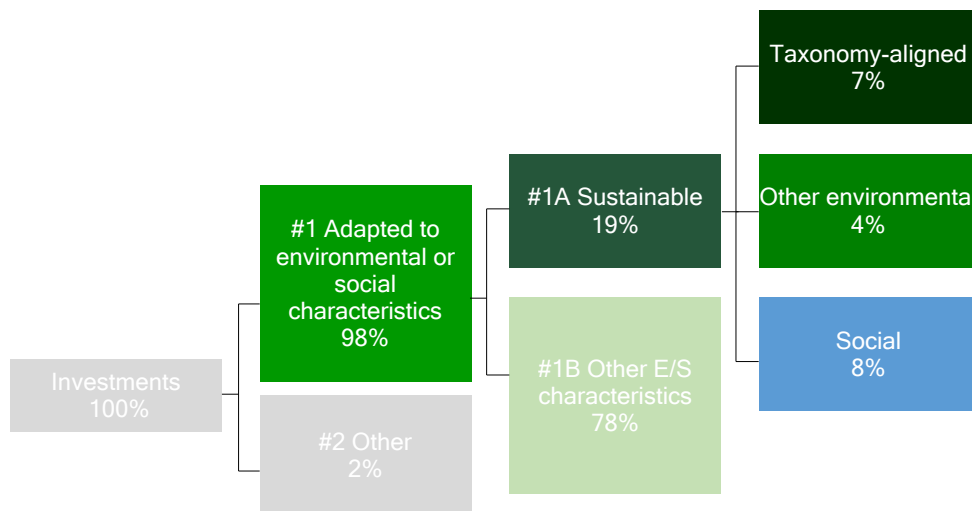 Investments
100%
#1 Adapted to
environmental or
social
characteristics
98%
#2 Other
2%
#1A Sustainable
19%
#1B Other E/S
characteristics
78%
Taxonomy-aligned
7%
Other environmenta
4%
Social
8%